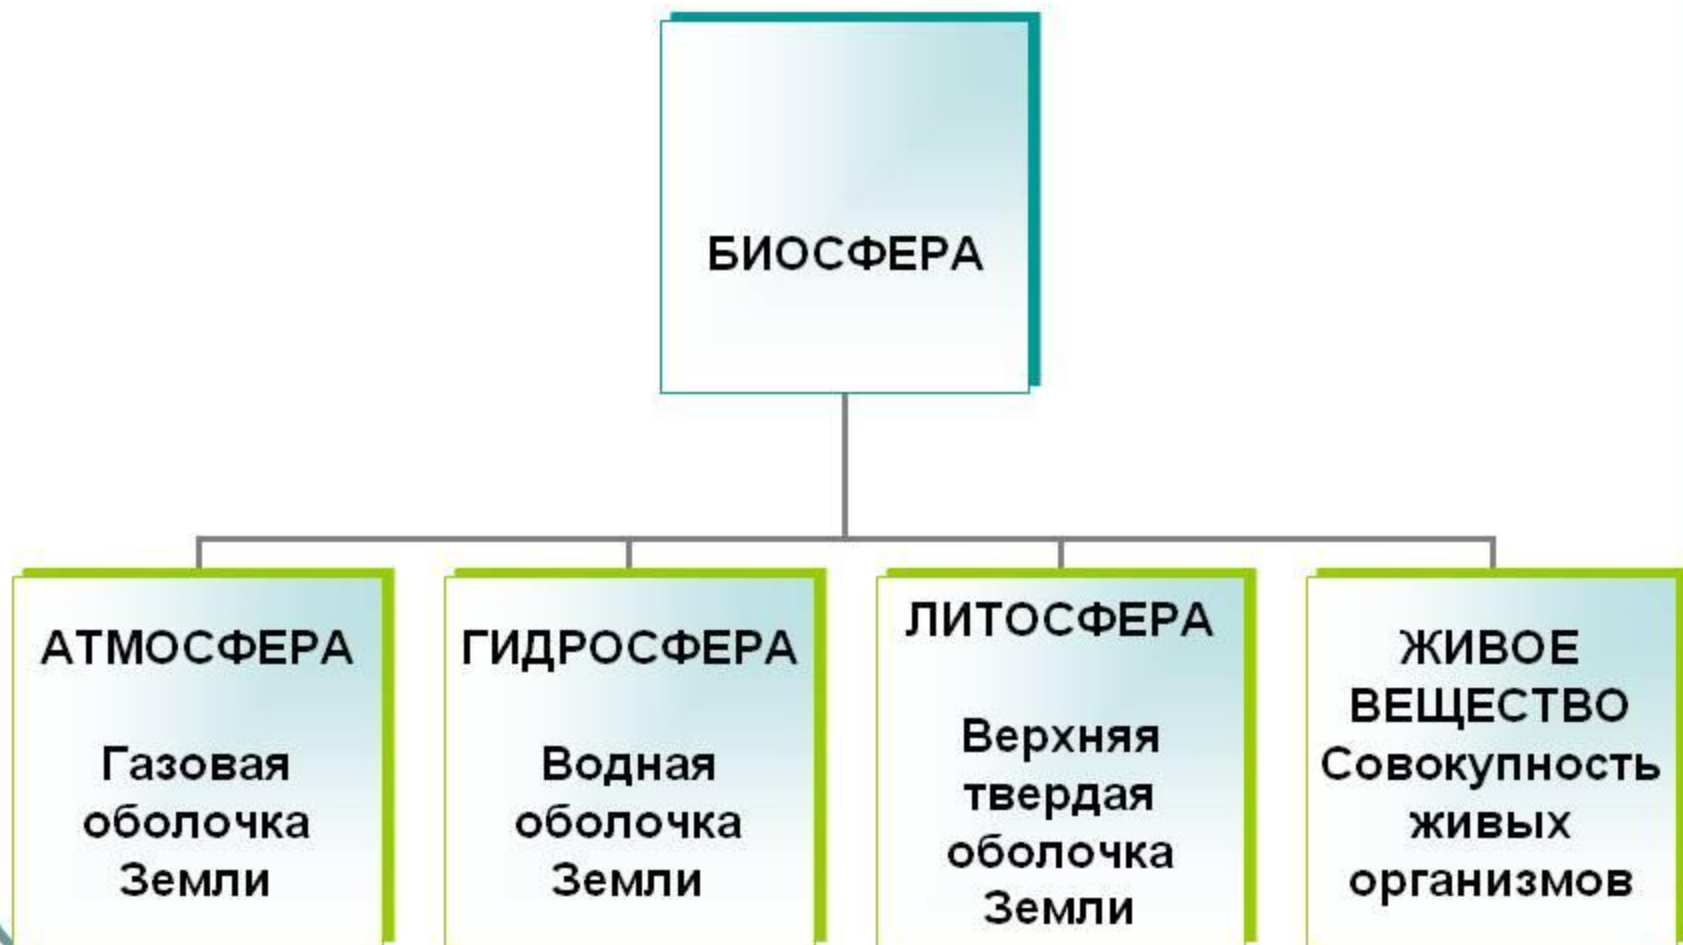 БИОСФЕРА
АТМОСФЕРА
Газовая
оболочка
Земли
ГИДРОСФЕРА
Водная
оболочка
Земли
ЛИТОСФЕРА
Верхняя
твердая
оболочка
Земли
ЖИВОЕ
ВЕЩЕСТВО
Совокупность
живых
организмов